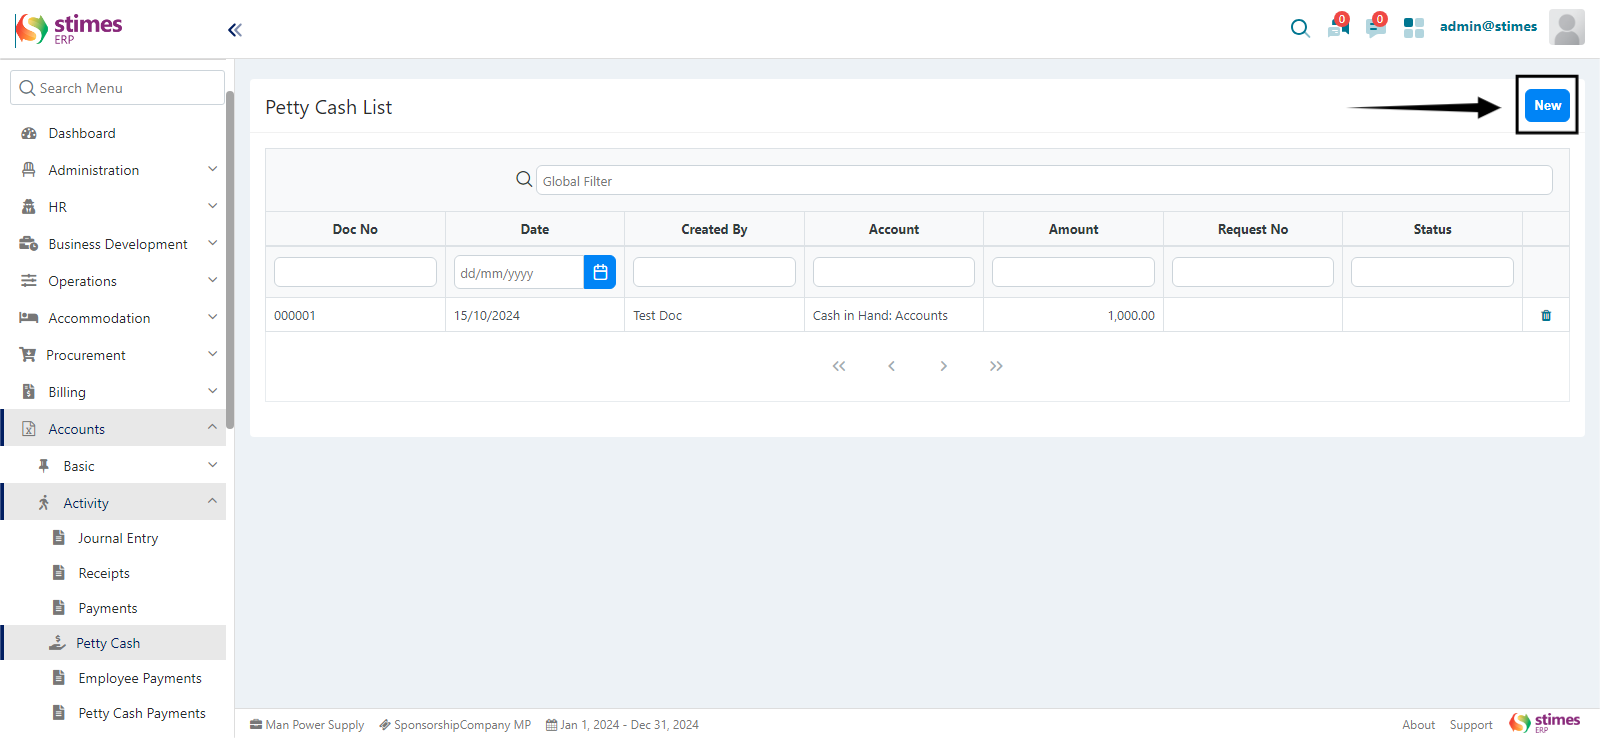 stimes
ERP
0
0
admin@stimes
Search Menu
Dashboard
Administration
HR
Business Development
Operations
Accommodation
Procurement
Billing
Accounts
Basic
Activity
Journal Entry
Receipts
Payments
Petty Cash
Employee Payments
Petty Cash Payments
Petty Cash List
New
Global Filter
Doc No Date Created By Account Amount Request No Status
dd/mm/yyyy
000001 15/10/2024 Test Doc Cash in Hand: Accounts 1,000.00
Man Power Supply SponsorshipCompany MP Jan 1, 2024 - Dec 31, 2024
About Support
stimes
ERP